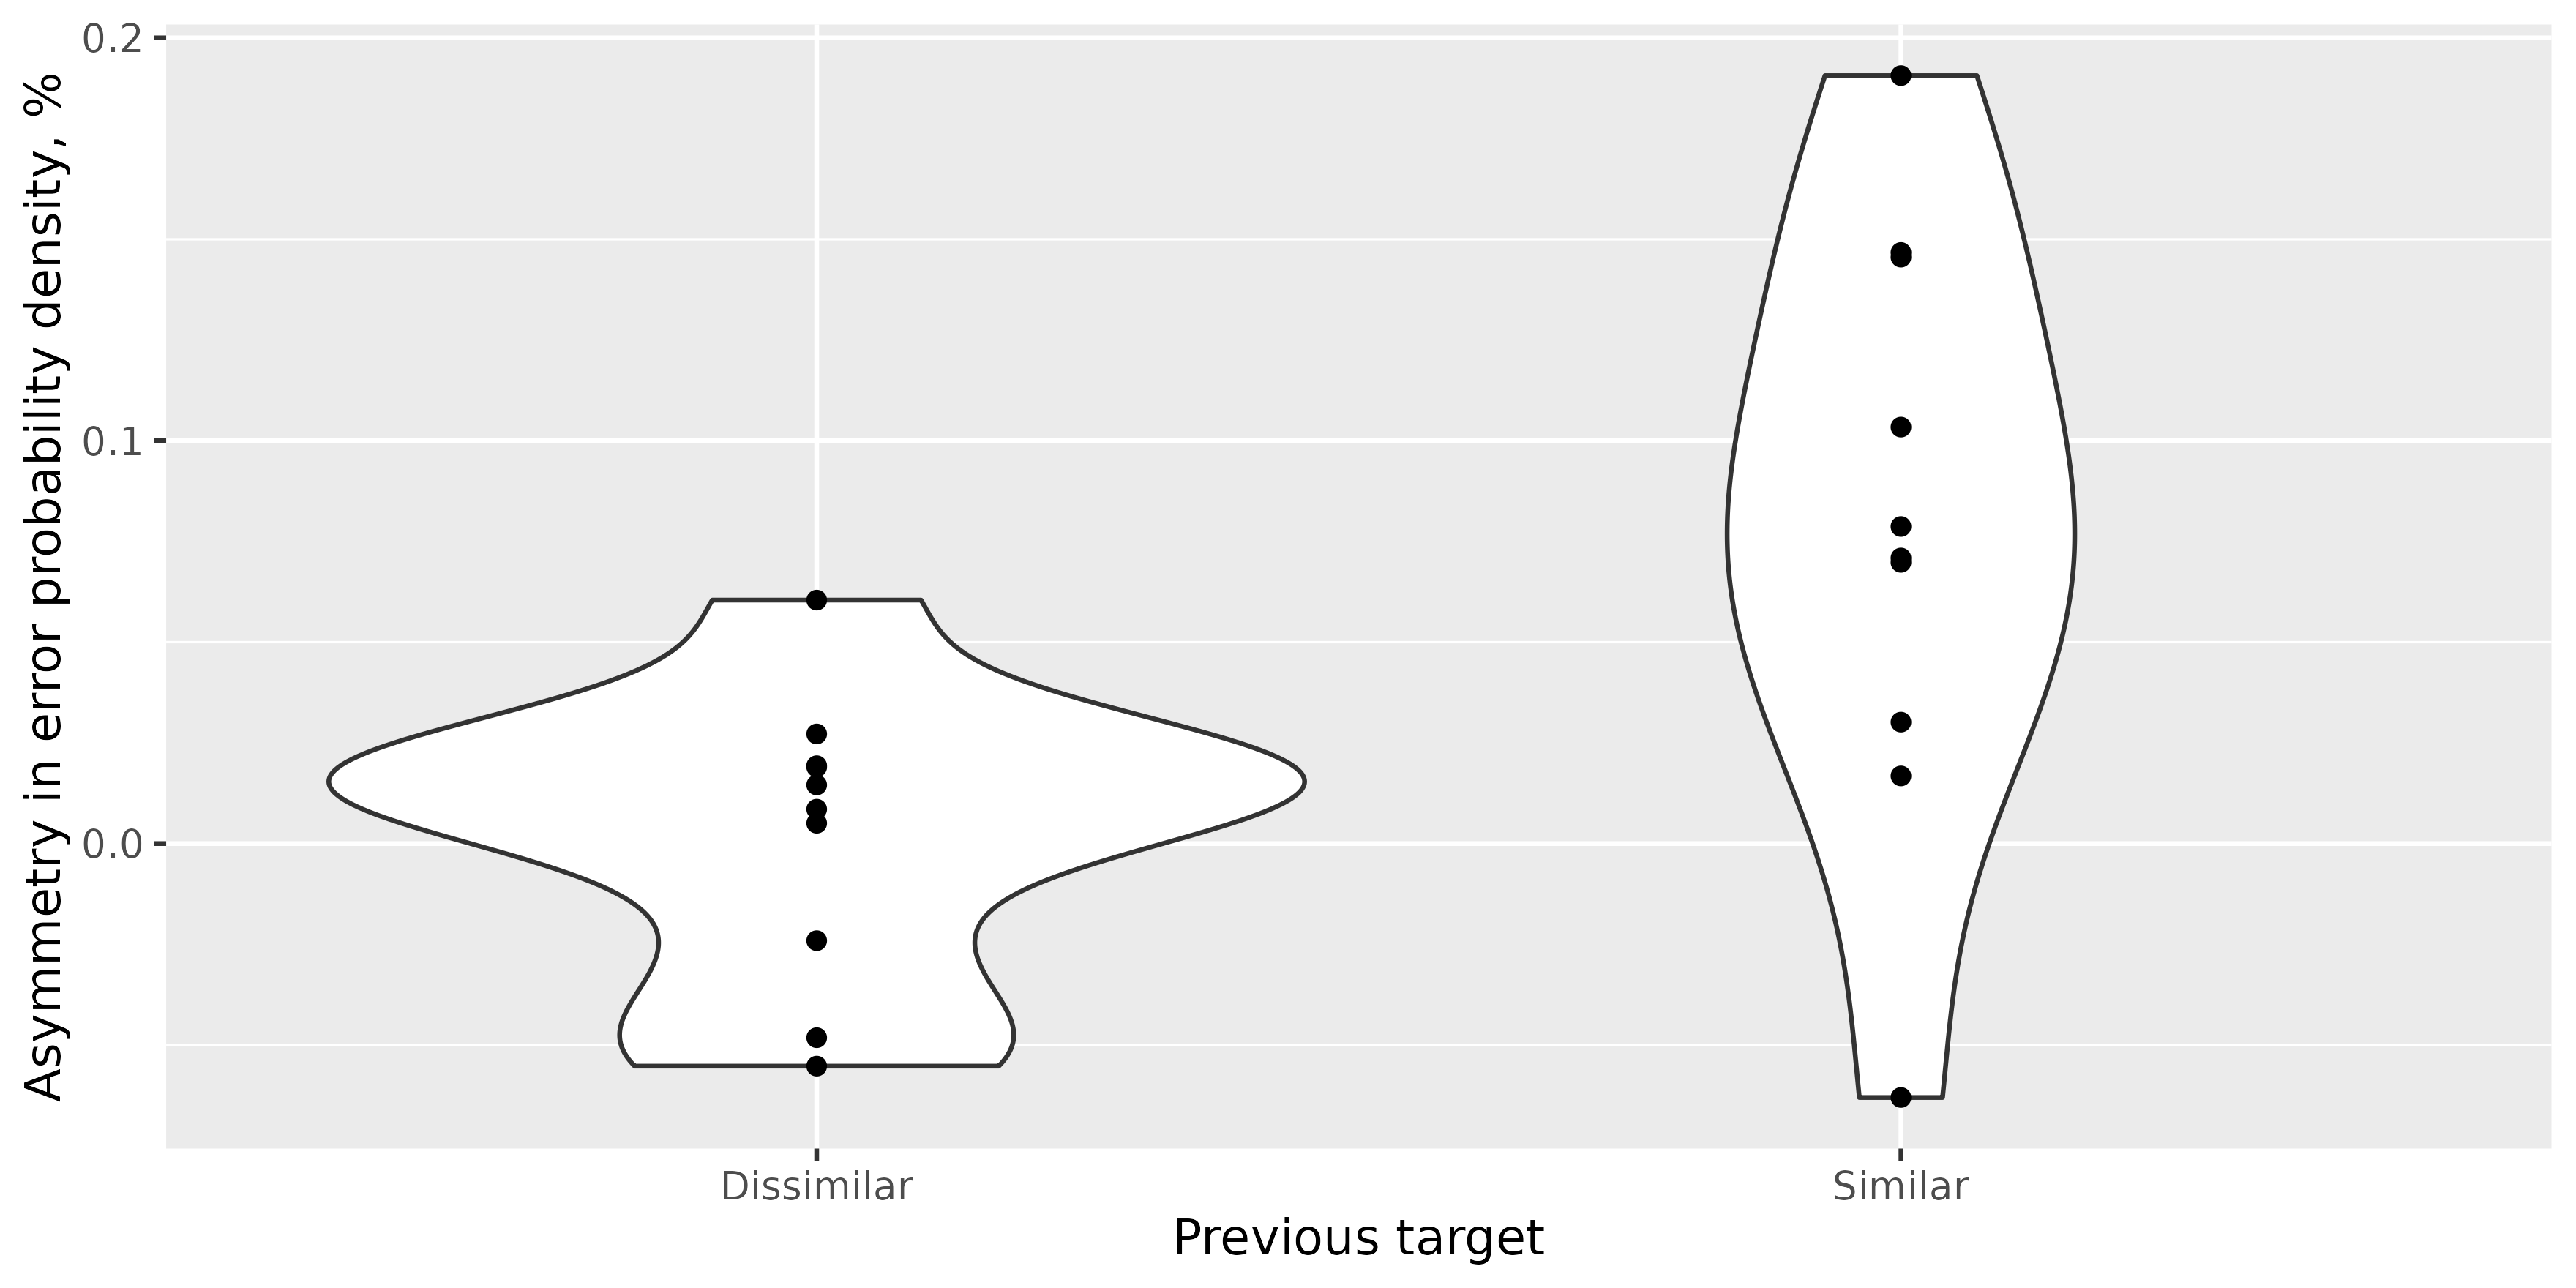 Asymmetry in error probability density, %
0.2
0.1
0.0
Dissimilar
Similar
Previous target